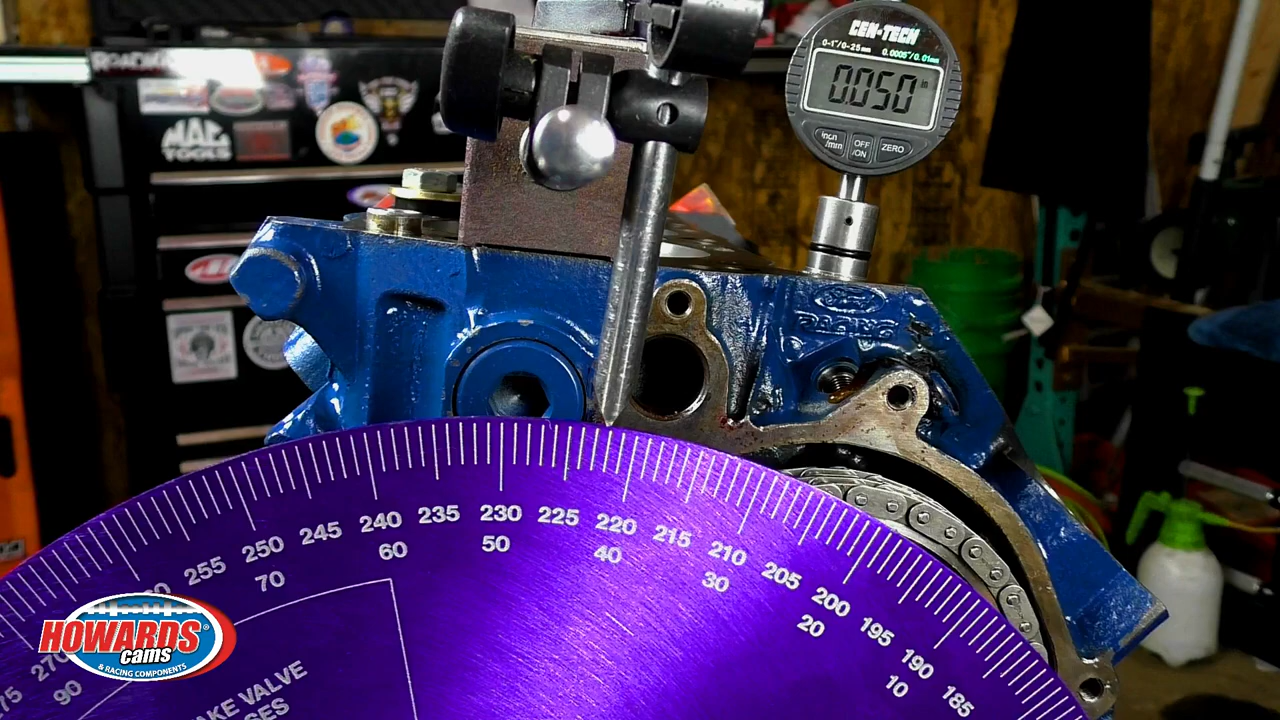 CEN-TECH
0-1"/0-25mm 0.0005"/0.01mm
0.050 in
inch
/mm
OFF
/ON
ZERO
MAC
TOOLS
Ford
RACING
255 250 245 240 235 230 225 220 215 210 205 200 195 190 185
90 70 60 50 40 30 20 10
HOWARDS®
cams
& RACING COMPONENTS